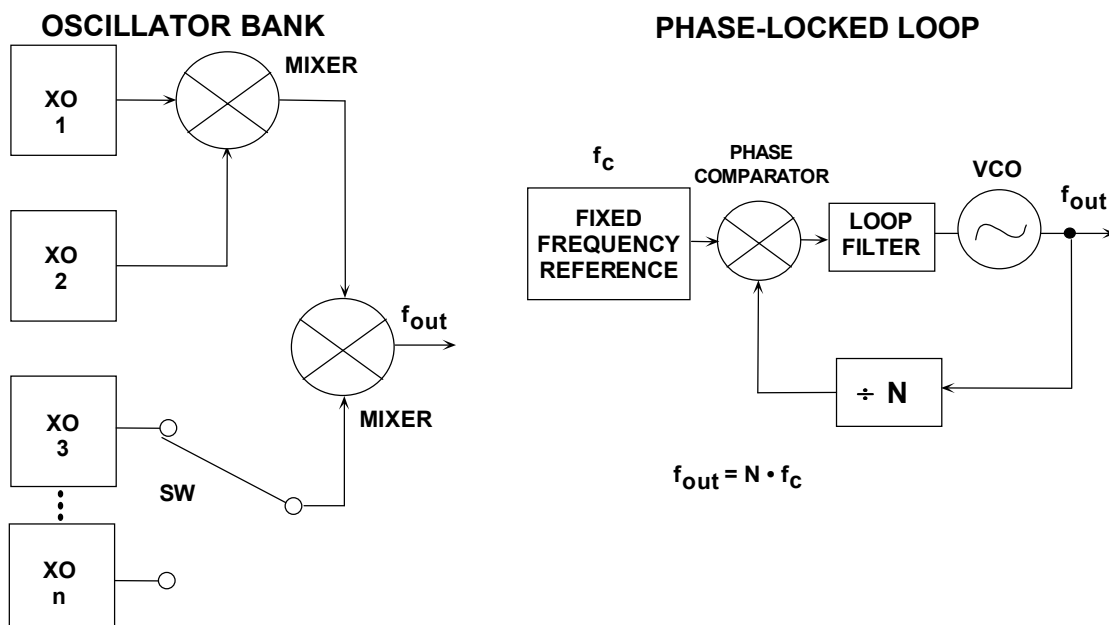 OSCILLATOR BANK
XO
1
MIXER
XO
2
f_out
MIXER
XO
3
SW
XO
n
PHASE-LOCKED LOOP
f_c
FIXED
FREQUENCY
REFERENCE
PHASE
COMPARATOR
LOOP
FILTER
VCO
f_out
÷ N
f_out = N • f_c